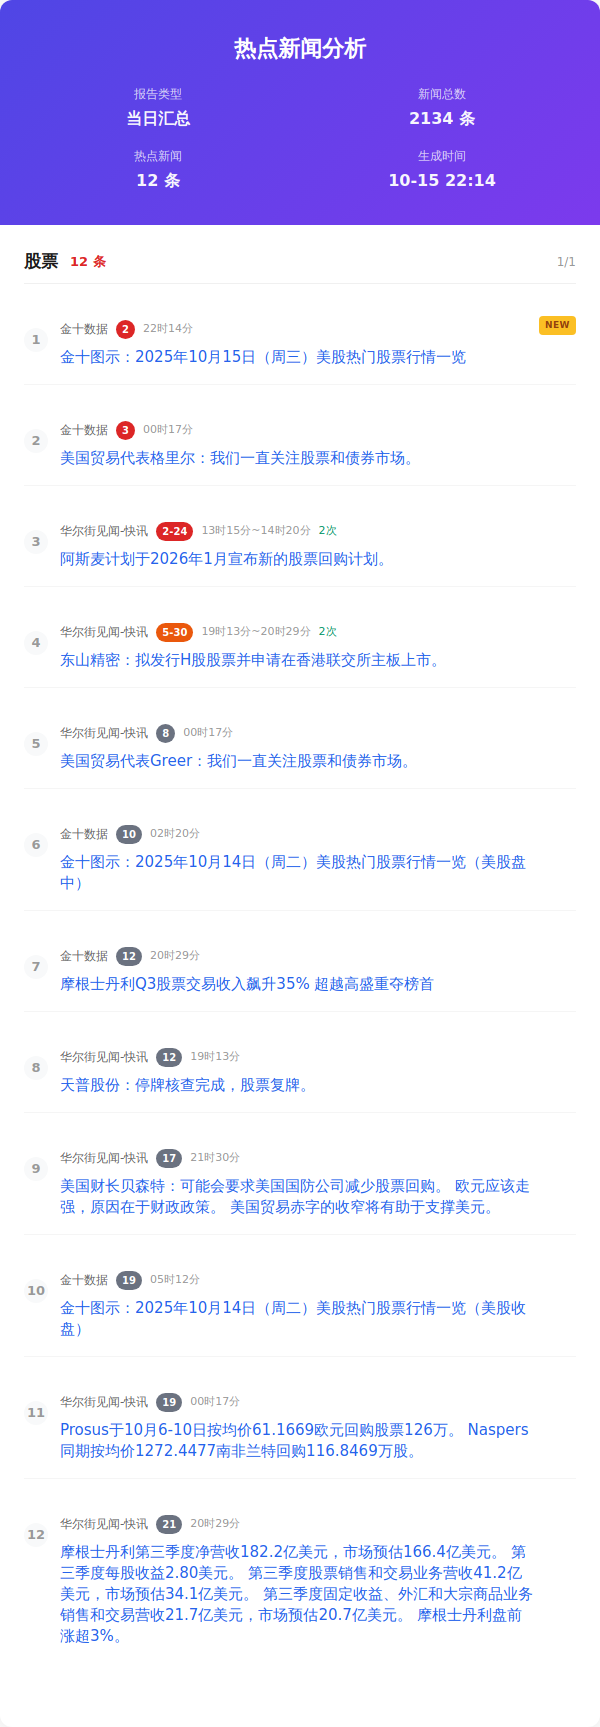 热点新闻分析
报告类型
新闻总数
当日汇总
2134 条
热点新闻
生成时间
12 条
10-15 22:14
股票 12 条 1/1
1 金十数据 2 22时14分 NEW
金十图示：2025年10月15日（周三）美股热门股票行情一览
2 金十数据 3 00时17分
美国贸易代表格里尔：我们一直关注股票和债券市场。
3 华尔街见闻-快讯 2-24 13时15分~14时20分 2次
阿斯麦计划于2026年1月宣布新的股票回购计划。
4 华尔街见闻-快讯 5-30 19时13分~20时29分 2次
东山精密：拟发行H股股票并申请在香港联交所主板上市。
5 华尔街见闻-快讯 8 00时17分
美国贸易代表Greer：我们一直关注股票和债券市场。
6 金十数据 10 02时20分
金十图示：2025年10月14日（周二）美股热门股票行情一览（美股盘
中）
7 金十数据 12 20时29分
摩根士丹利Q3股票交易收入飙升35% 超越高盛重夺榜首
8 华尔街见闻-快讯 12 19时13分
天普股份：停牌核查完成，股票复牌。
9 华尔街见闻-快讯 17 21时30分
美国财长贝森特：可能会要求美国国防公司减少股票回购。 欧元应该走
强，原因在于财政政策。 美国贸易赤字的收窄将有助于支撑美元。
10 金十数据 19 05时12分
金十图示：2025年10月14日（周二）美股热门股票行情一览（美股收
盘）
11 华尔街见闻-快讯 19 00时17分
Prosus于10月6-10日按均价61.1669欧元回购股票126万。 Naspers
同期按均价1272.4477南非兰特回购116.8469万股。
12 华尔街见闻-快讯 21 20时29分
摩根士丹利第三季度净营收182.2亿美元，市场预估166.4亿美元。 第
三季度每股收益2.80美元。 第三季度股票销售和交易业务营收41.2亿
美元，市场预估34.1亿美元。 第三季度固定收益、外汇和大宗商品业务
销售和交易营收21.7亿美元，市场预估20.7亿美元。 摩根士丹利盘前
涨超3%。